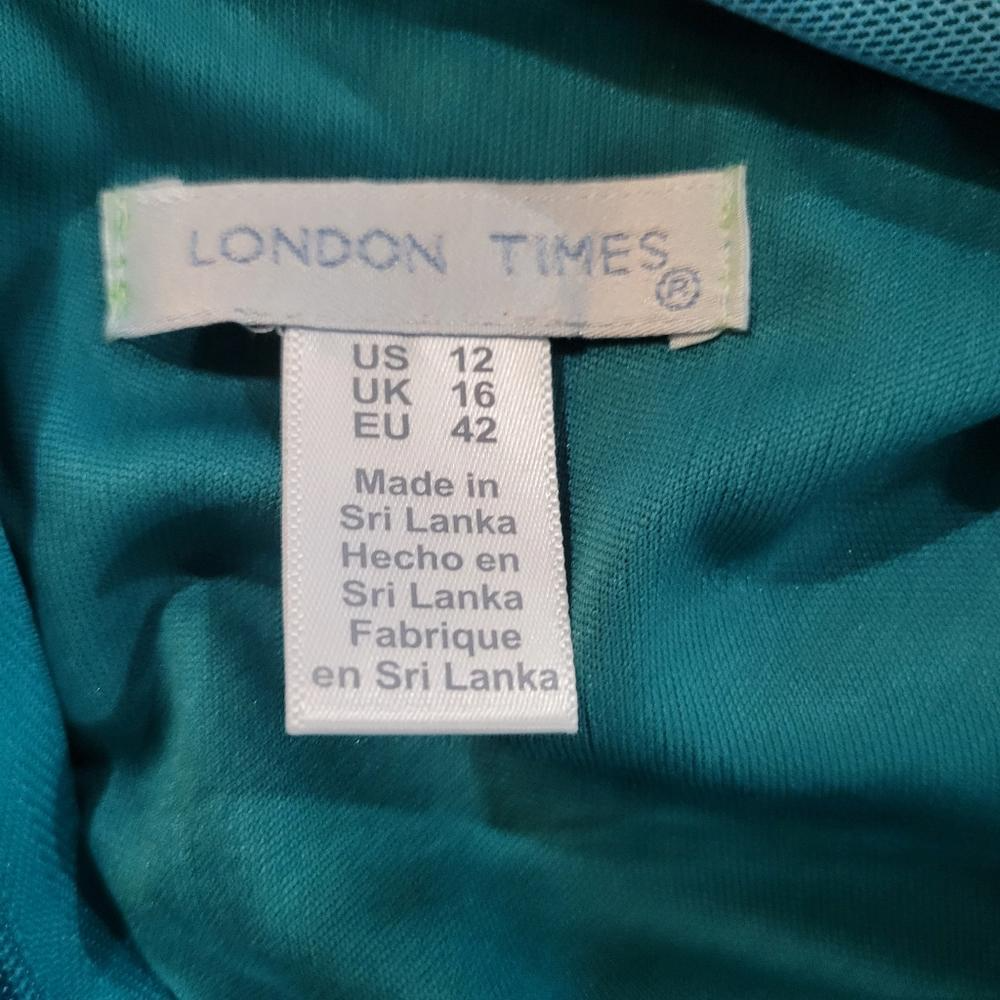 LONDON TIMES®
US 12
UK 16
EU 42
Made in
Sri Lanka
Hecho en
Sri Lanka
Fabrique
en Sri Lanka